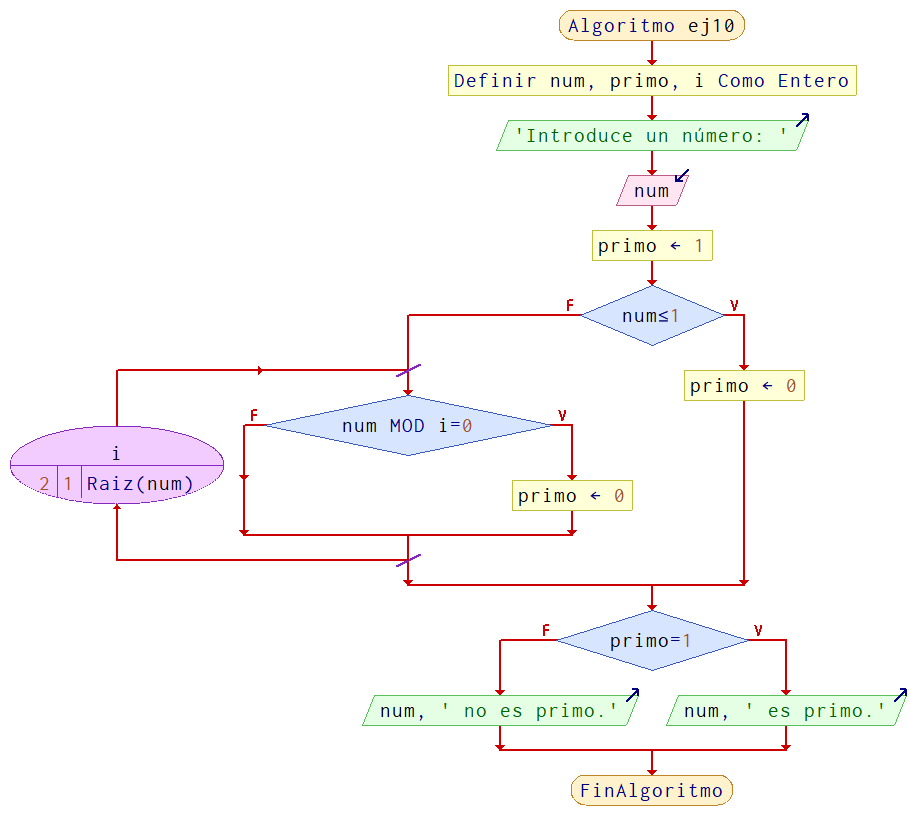 Algoritmo ej10
Definir num, primo, i Como Entero
'Introduce un número: '
num
primo ← 1
num≤1
F
V
primo ← 0
num MOD i=0
F
V
i
2 1 Raiz(num)
primo ← 0
primo=1
F
V
num, ' no es primo.'
num, ' es primo.'
FinAlgoritmo